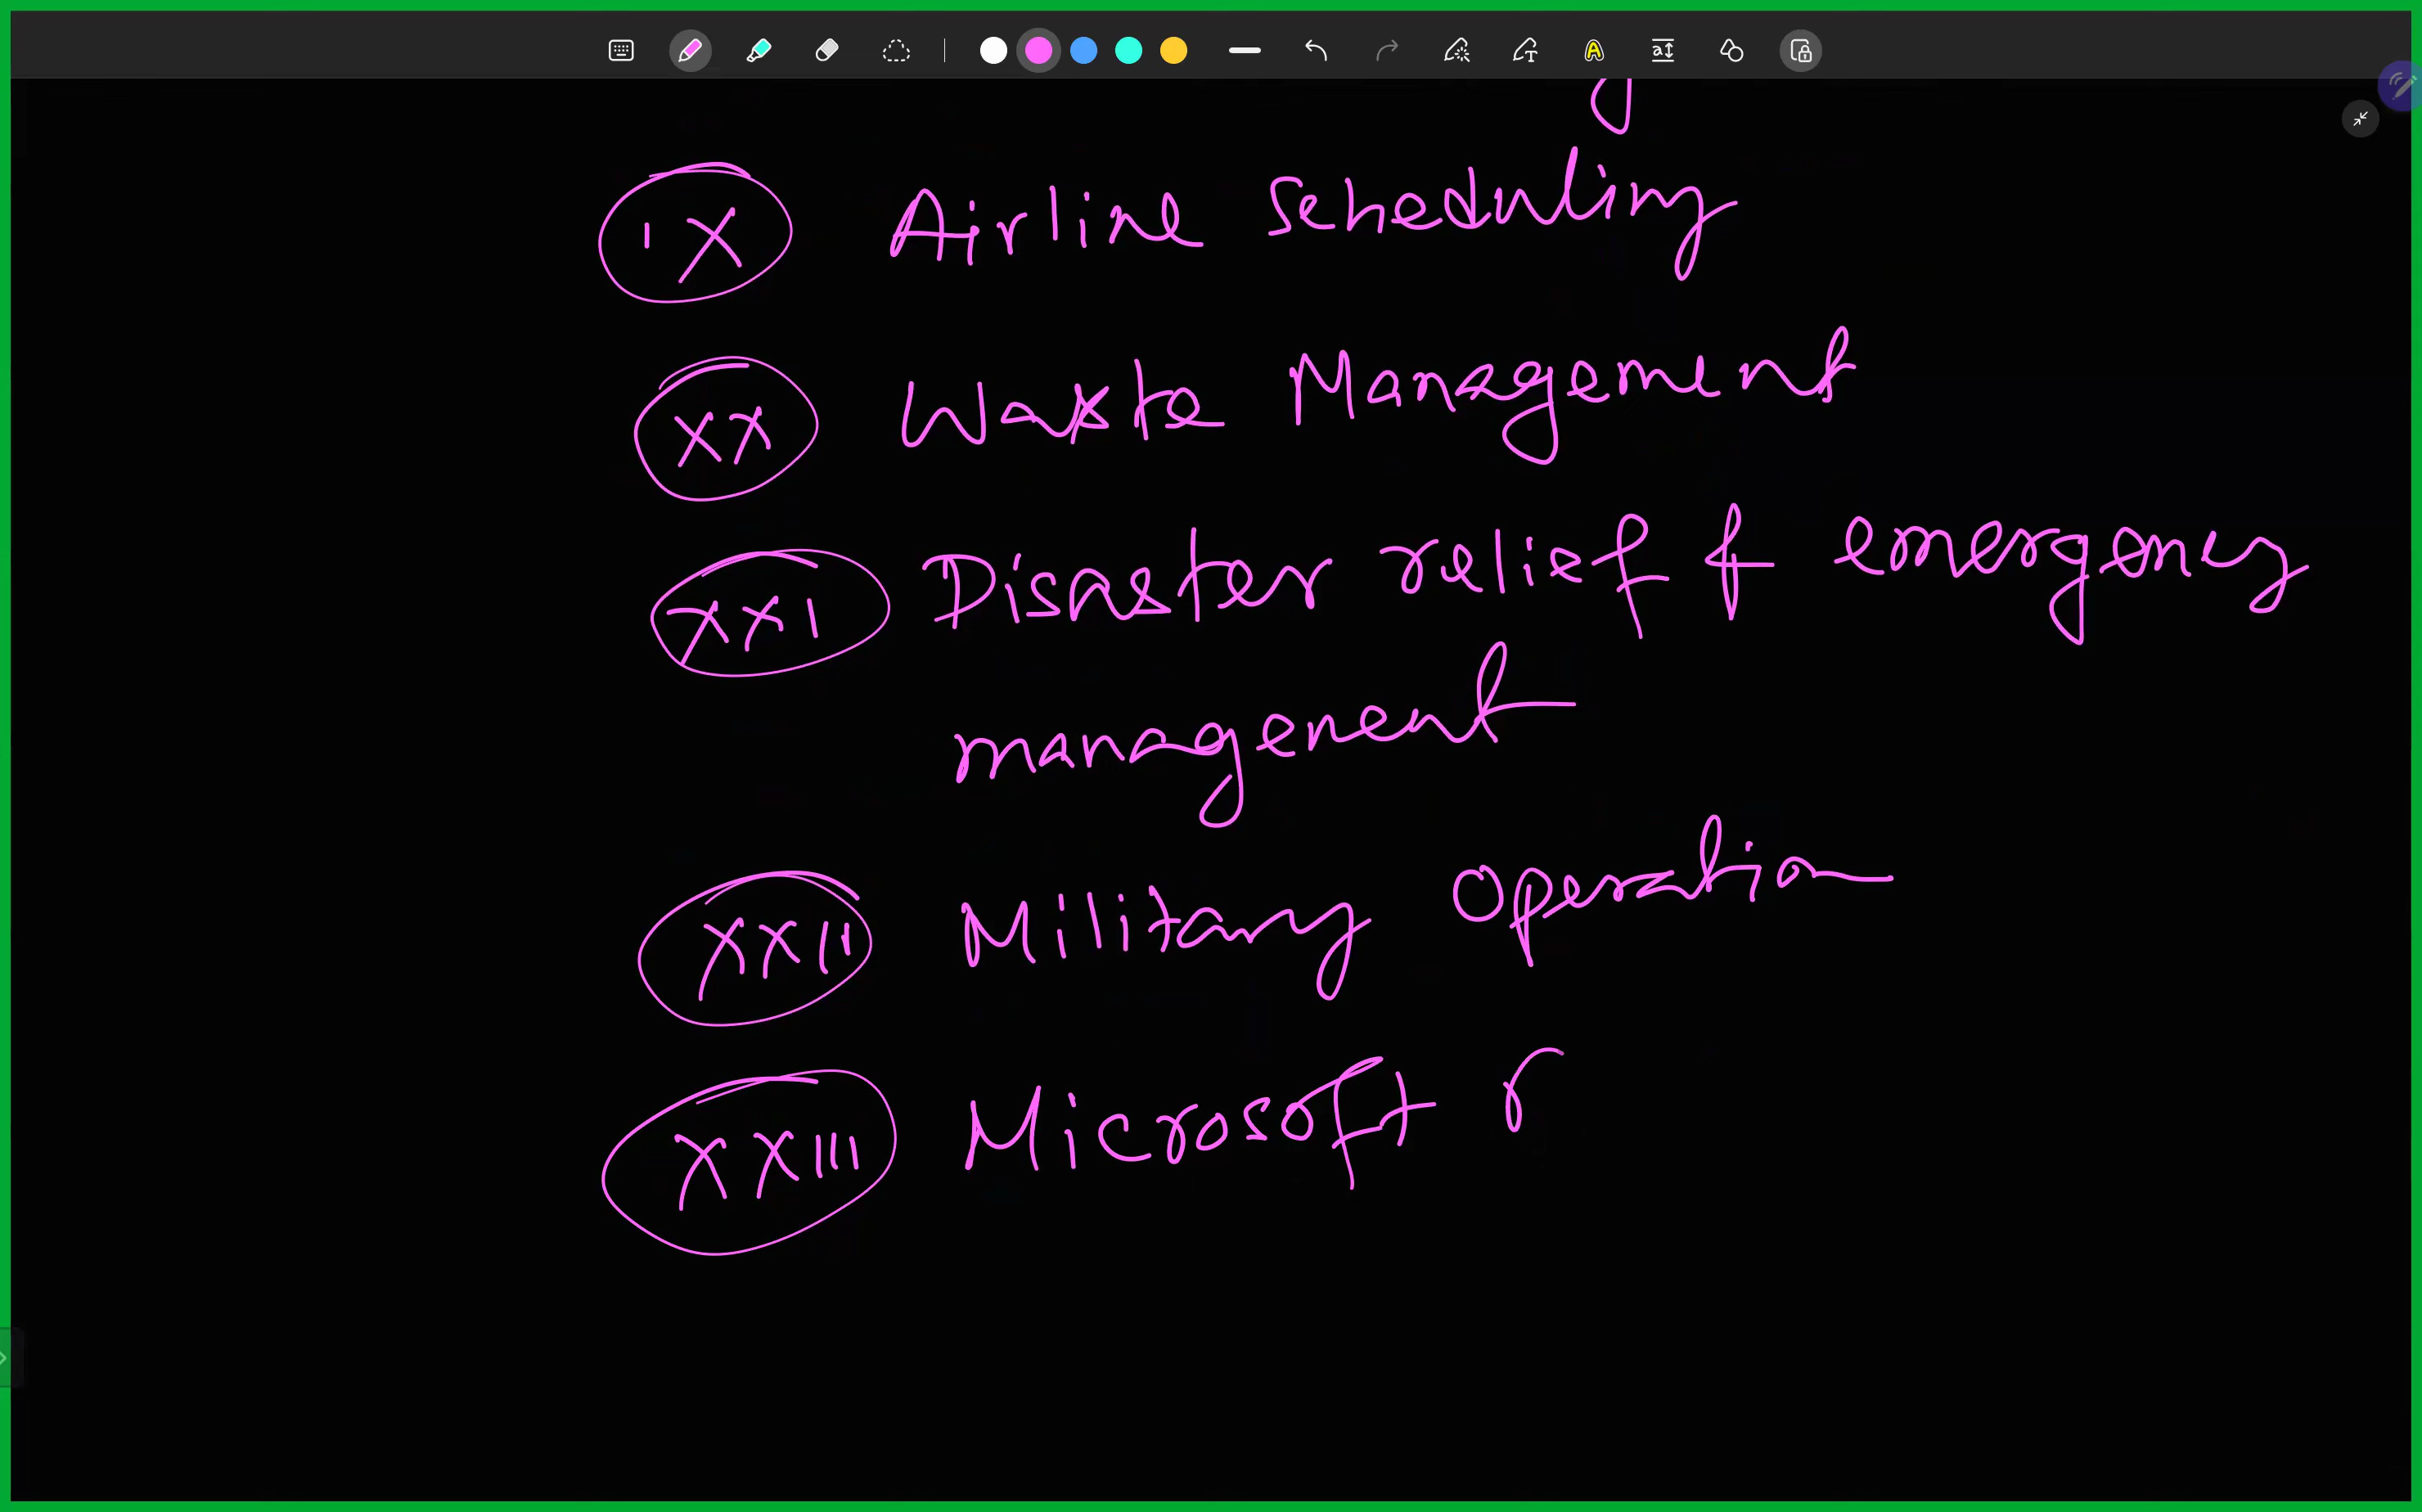 IX Airline Scheduling
XX Waste Management
XXI Disaster relief & emergency
management
XXII Military operation
XXIII Microsoft